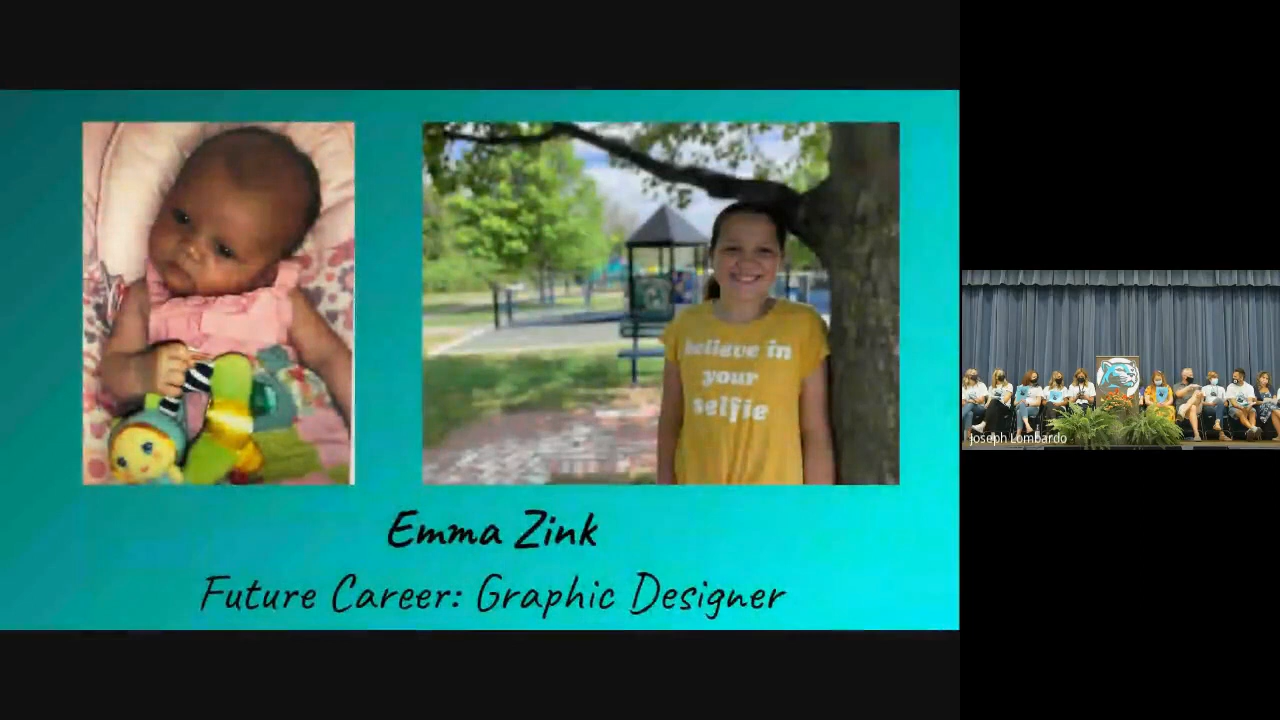 believe in
your
selfie
Emma Zink
Future Career: Graphic Designer
Joseph Lombardo